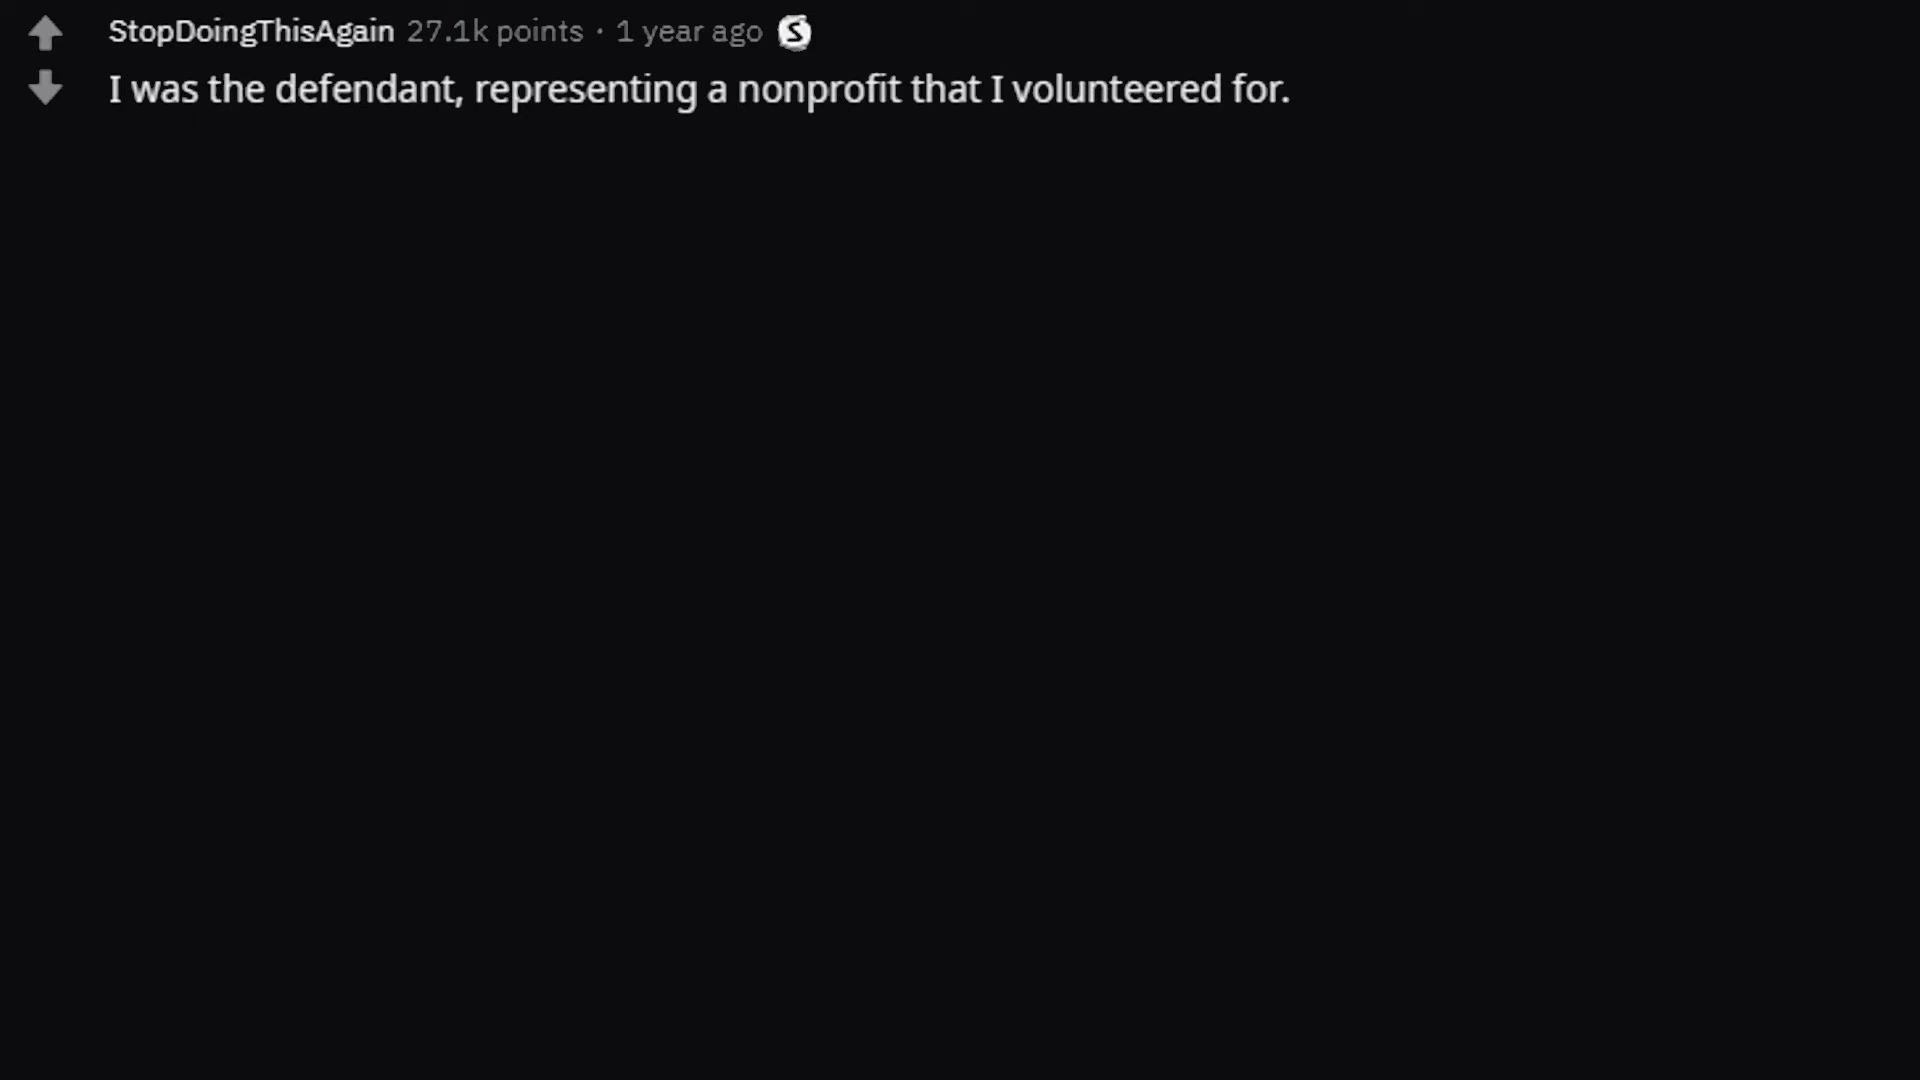 StopDoingThisAgain 27.1k points · 1 year ago S
I was the defendant, representing a nonprofit that I volunteered for.